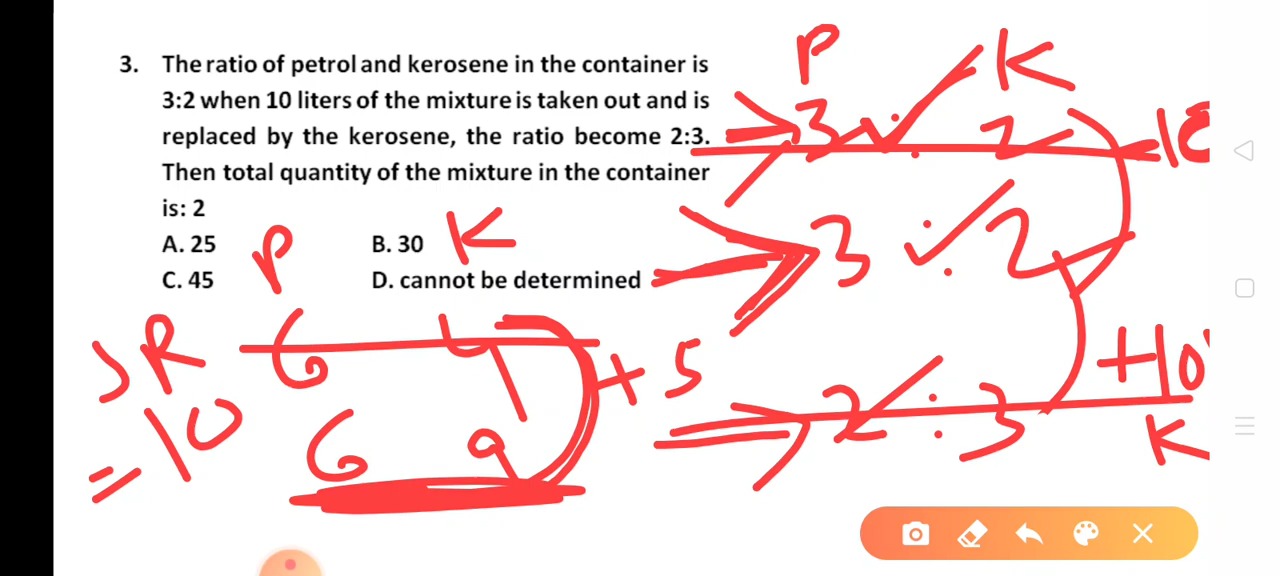 3. The ratio of petrol and kerosene in the container is
3:2 when 10 liters of the mixture is taken out and is
replaced by the kerosene, the ratio become 2:3.
Then total quantity of the mixture in the container
is: 2
A. 25 B. 30
C. 45 D. cannot be determined
P K
3 : 2 -10
3 : 2
+10
2 : 3 K
P K
6 4
+5
6 9
5R
= 10